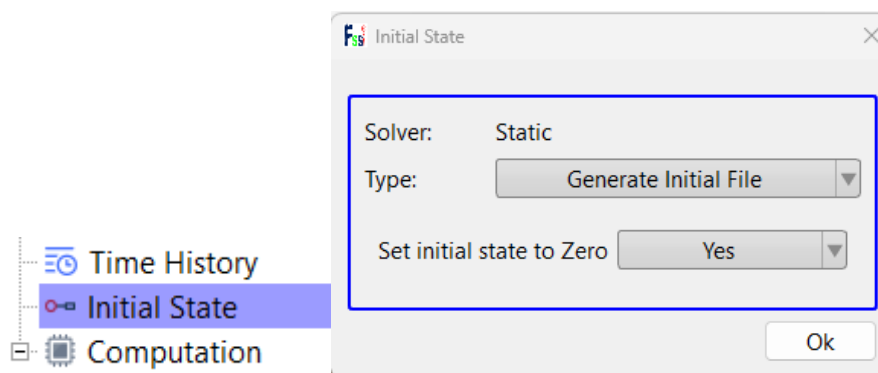 Time History
Initial State
Computation
Fssi Initial State
Solver: Static
Type: Generate Initial File
Set initial state to Zero Yes
Ok